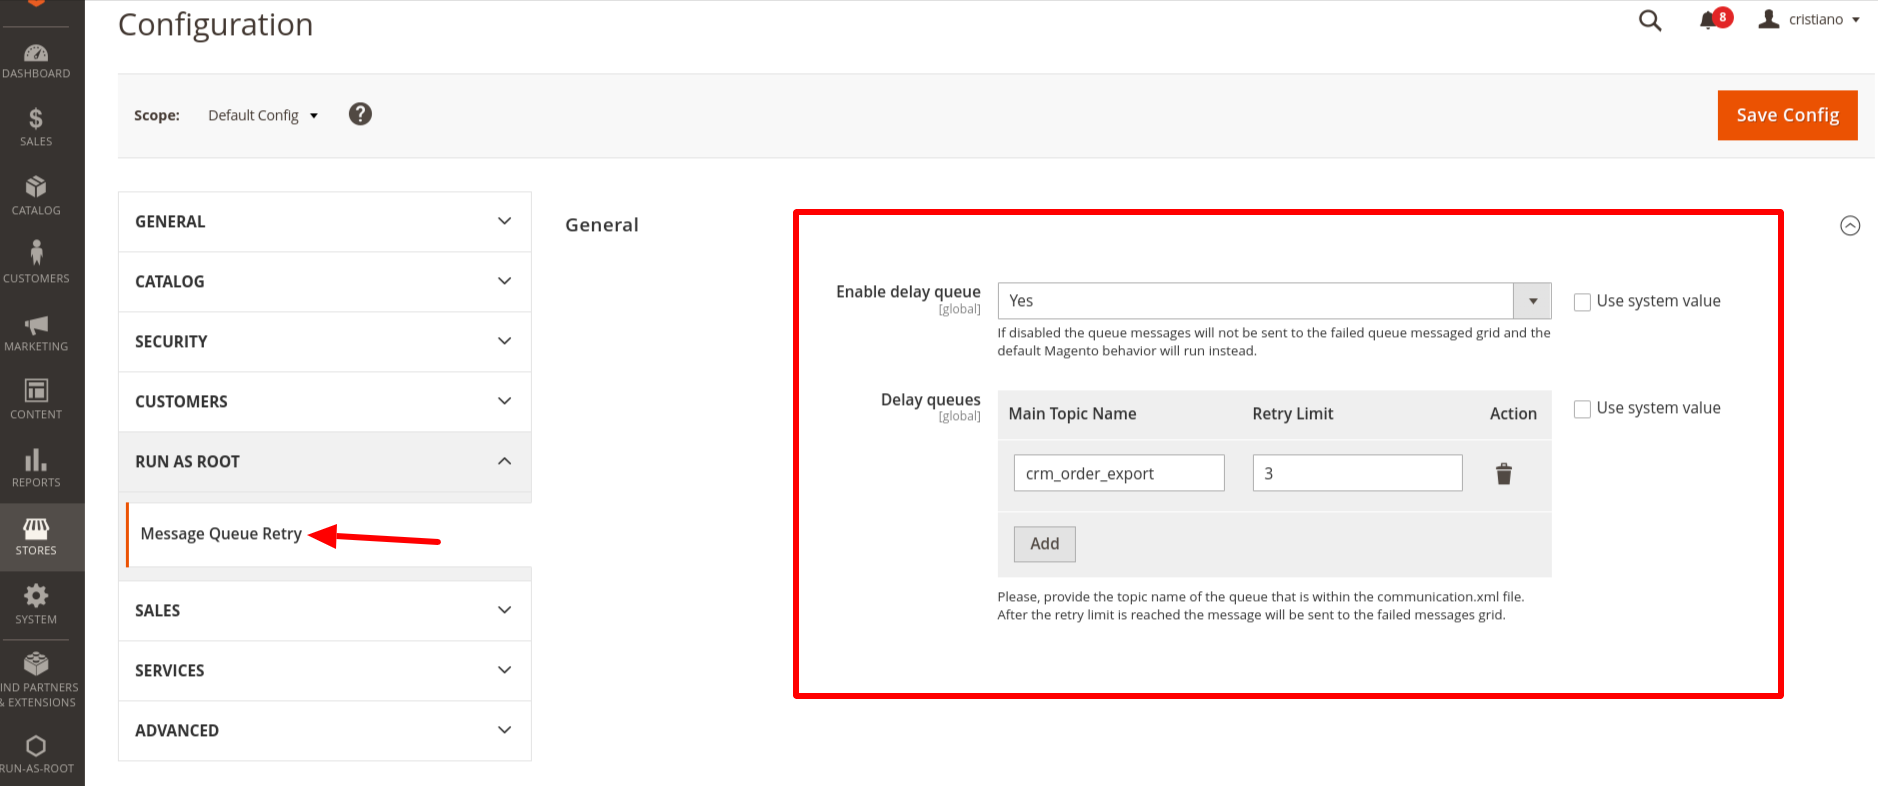 Configuration
8
cristiano
DASHBOARD
SALES
CATALOG
CUSTOMERS
MARKETING
CONTENT
REPORTS
STORES
SYSTEM
IND PARTNERS
& EXTENSIONS
RUN-AS-ROOT
Scope: Default Config ?
Save Config
GENERAL
CATALOG
SECURITY
CUSTOMERS
RUN AS ROOT
Message Queue Retry
SALES
SERVICES
ADVANCED
General
Enable delay queue
[global]
Yes
Use system value
If disabled the queue messages will not be sent to the failed queue messaged grid and the
default Magento behavior will run instead.
Delay queues
[global]
Main Topic Name Retry Limit Action
Use system value
crm_order_export 3
Add
Please, provide the topic name of the queue that is within the communication.xml file.
After the retry limit is reached the message will be sent to the failed messages grid.